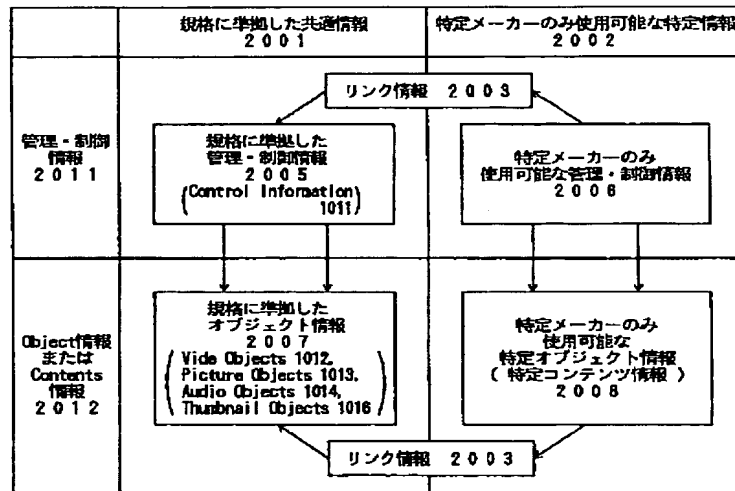 規格に準拠した共通情報
2001
特定メーカーのみ使用可能な特定情報
2002
リンク情報 2003
管理・制御
情報
2011
規格に準拠した
管理・制御情報
2005
(Control Information
1011)
特定メーカーのみ
使用可能な管理・制御情報
2006
Object情報
または
Contents
情報
2012
規格に準拠した
オブジェクト情報
2007
(Vide Objects 1012,
Picture Objects 1013,
Audio Objects 1014,
Thumbnail Objects 1016)
特定メーカーのみ
使用可能な
特定オブジェクト情報
(特定コンテンツ情報)
2008
リンク情報 2003